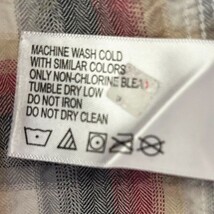 MACHINE WASH COLD
WITH SIMILAR COLORS
ONLY NON-CHLORINE
TUMBLE DRY LOW
DO NOT IRON
DO NOT DRY CLEAN